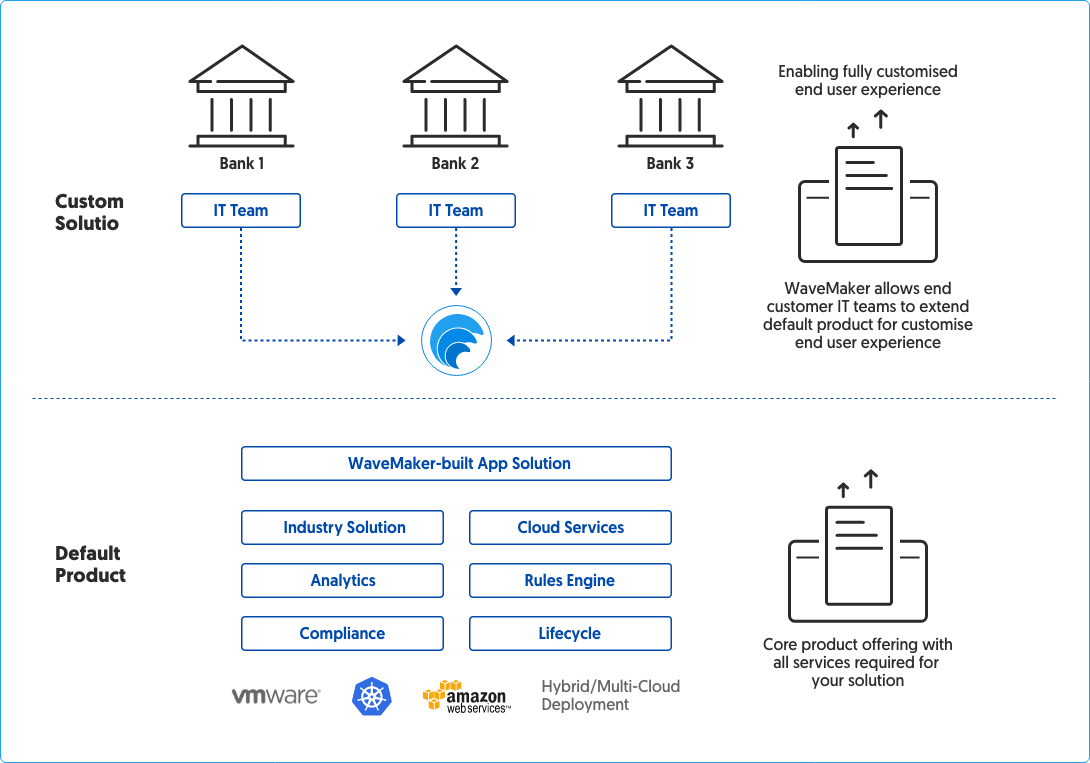 Enabling fully customised
end user experience
Bank 1
Bank 2
Bank 3
Custom
Solutio
IT Team
IT Team
IT Team
WaveMaker allows end
customer IT teams to extend
default product for customise
end user experience
WaveMaker-built App Solution
Industry Solution
Cloud Services
Default
Product
Analytics
Rules Engine
Compliance
Lifecycle
Core product offering with
all services required for
your solution
vmware®
amazon
web services™
Hybrid/Multi-Cloud
Deployment